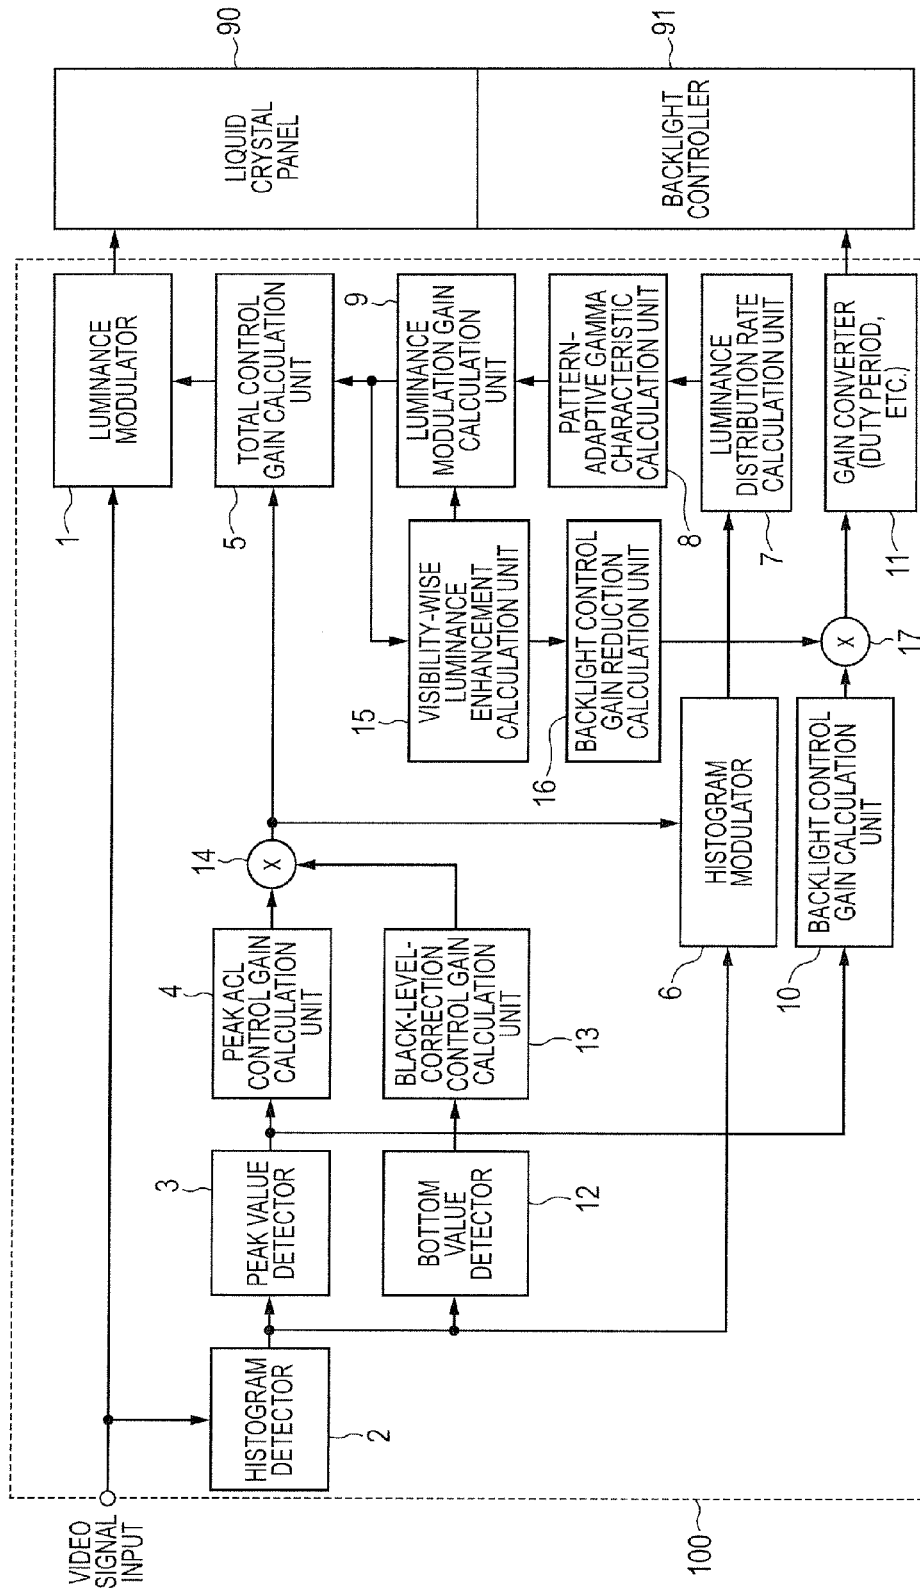 VIDEO
SIGNAL
INPUT
100
HISTOGRAM
DETECTOR
2
3
PEAK VALUE
DETECTOR
BOTTOM
VALUE
DETECTOR
12
4
PEAK ACL
CONTROL GAIN
CALCULATION
UNIT
BLACK-LEVEL-
CORRECTION
CONTROL GAIN
CALCULATION
UNIT
13
14
X
6
HISTOGRAM
MODULATOR
10
BACKLIGHT CONTROL
GAIN CALCULATION
UNIT
1
LUMINANCE
MODULATOR
5
TOTAL CONTROL
GAIN CALCULATION
UNIT
15
VISIBILITY-WISE
LUMINANCE
ENHANCEMENT
CALCULATION UNIT
16
BACKLIGHT CONTROL
GAIN REDUCTION
CALCULATION UNIT
X
17
9
LUMINANCE
MODULATION GAIN
CALCULATION
UNIT
PATTERN-
ADAPTIVE GAMMA
CHARACTERISTIC
CALCULATION UNIT
8
LUMINANCE
DISTRIBUTION RATE
CALCULATION UNIT
7
GAIN CONVERTER
(DUTY PERIOD,
ETC.)
11
LIQUID
CRYSTAL
PANEL
90
BACKLIGHT
CONTROLLER
91